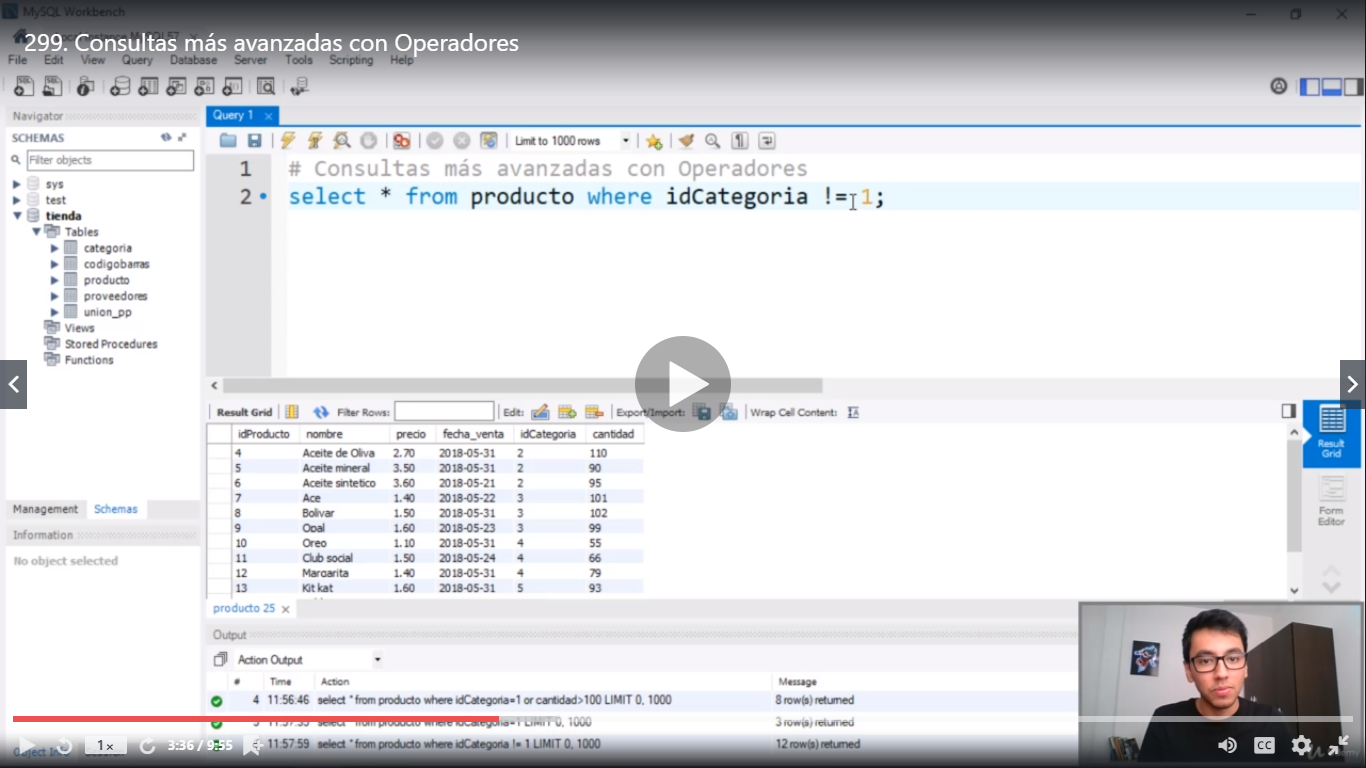 MySQL Workbench
299. Consultas más avanzadas con Operadores
File Edit View Query Database Server Tools Scripting Help
Navigator
Query 1
SCHEMAS
Limit to 1000 rows
Filter objects
1 # Consultas más avanzadas con Operadores
2 select * from producto where idCategoria != 1;
sys
test
tienda
Tables
categoria
codigobarras
producto
proveedores
union_pp
Views
Stored Procedures
Functions
Result Grid Filter Rows: Edit: Export/Import: Wrap Cell Content:
idProducto nombre precio fecha_venta idCategoria cantidad
4 Aceite de Oliva 2.70 2018-05-31 2 110
5 Aceite mineral 3.50 2018-05-31 2 90
6 Aceite sintetico 3.60 2018-05-21 2 95
7 Ace 1.40 2018-05-22 3 101
8 Bolivar 1.50 2018-05-31 3 102
9 Opal 1.60 2018-05-23 3 99
10 Oreo 1.10 2018-05-31 4 55
11 Club social 1.50 2018-05-24 4 66
12 Margarita 1.40 2018-05-31 4 79
13 Kit kat 1.60 2018-05-31 5 93
Result Grid
Form Editor
Management Schemas
Information
No object selected
producto 25
Output
Action Output
# Time Action Message
4 11:56:46 select * from producto where idCategoria=1 or cantidad>100 LIMIT 0, 1000 8 row(s) returned
5 11:57:35 select * from producto where idCategoria=1 LIMIT 0, 1000 3 row(s) returned
11:57:59 select * from producto where idCategoria != 1 LIMIT 0, 1000 12 row(s) returned
1x 3:36 / 9:55
CC